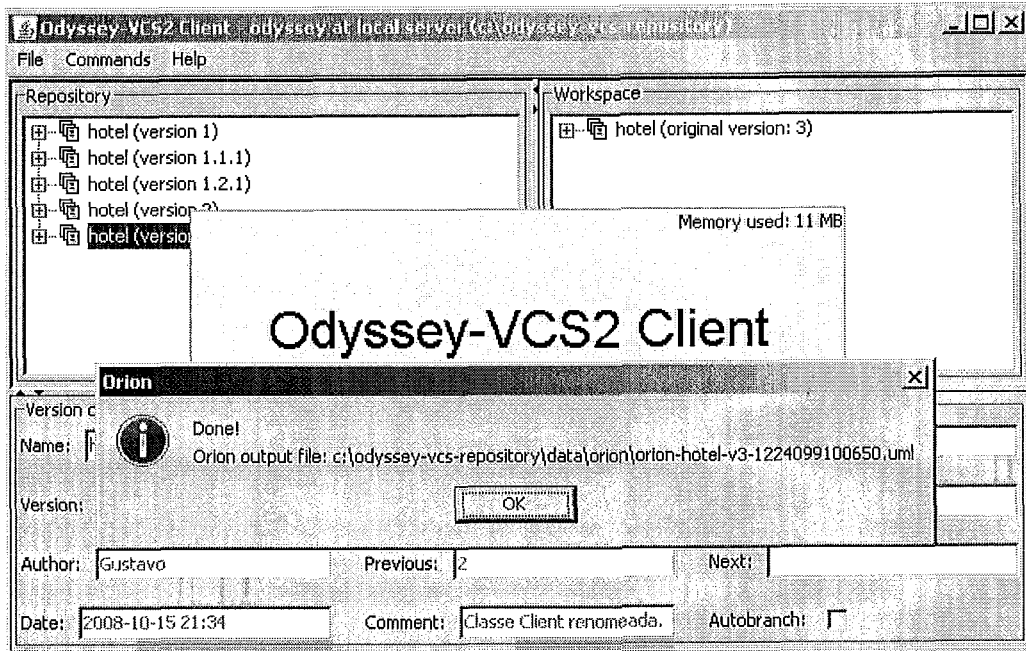 Odyssey-VCS2 Client - odyssey at local server (c:\odyssey-vcs-repository)
File Commands Help
Repository
hotel (version 1)
hotel (version 1.1.1)
hotel (version 1.2.1)
hotel (version 2)
hotel (versio
Workspace
hotel (original version: 3)
Memory used: 11 MB
Odyssey-VCS2 Client
Orion
Done!
Orion output file: c:\odyssey-vcs-repository\data\orion\orion-hotel-v3-1224099100650.uml
OK
Version c
Name: h
Version:
Author: Gustavo
Previous: 2
Next:
Date: 2008-10-15 21:34
Comment: Classe Client renomeada.
Autobranch: